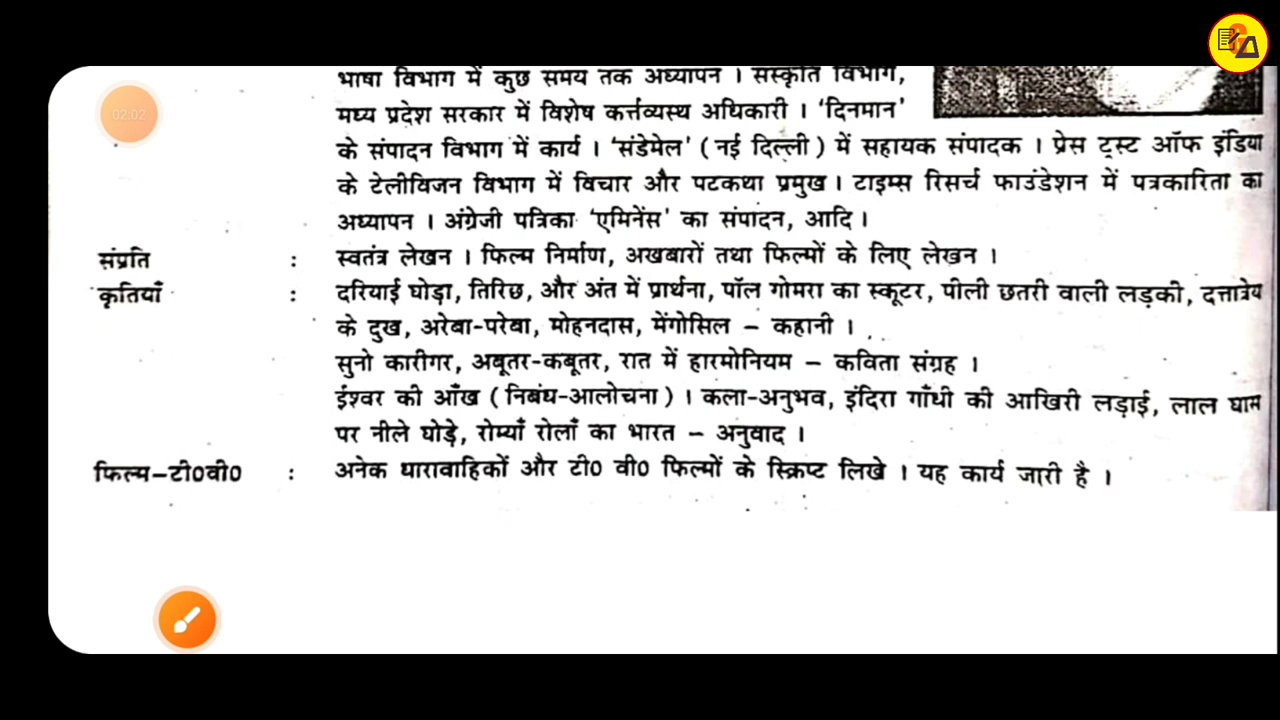 02:02
भाषा विभाग में कुछ समय तक अध्यापन । संस्कृति विभाग,
मध्य प्रदेश सरकार में विशेष कर्त्तव्यस्थ अधिकारी । ‘दिनमान’
के संपादन विभाग में कार्य । ‘संडेमेल’ ( नई दिल्ली ) में सहायक संपादक । प्रेस ट्रस्ट ऑफ इंडिया
के टेलीविजन विभाग में विचार और पटकथा प्रमुख । टाइम्स रिसर्च फाउंडेशन में पत्रकारिता का
अध्यापन । अंग्रेजी पत्रिका ‘एमिनेंस’ का संपादन, आदि ।
संप्रति : स्वतंत्र लेखन । फिल्म निर्माण, अखबारों तथा फिल्मों के लिए लेखन ।
कृतियाँ : दरियाई घोड़ा, तिरिछ, और अंत में प्रार्थना, पॉल गोमरा का स्कूटर, पीली छतरी वाली लड़की, दत्तात्रेय
के दुख, अरेबा-परेबा, मोहनदास, मेंगोसिल – कहानी ।
सुनो कारीगर, अबूतर-कबूतर, रात में हारमोनियम – कविता संग्रह ।
ईश्वर की आँख ( निबंध-आलोचना ) । कला-अनुभव, इंदिरा गाँधी की आखिरी लड़ाई, लाल घास
पर नीले घोड़े, रोम्याँ रोलाँ का भारत – अनुवाद ।
फिल्म-टी0वी0 : अनेक धारावाहिकों और टी0 वी0 फिल्मों के स्क्रिप्ट लिखे । यह कार्य जारी है ।